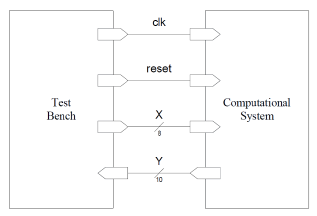 clk
reset
Test
Bench
X
8
Computational
System
Y
10